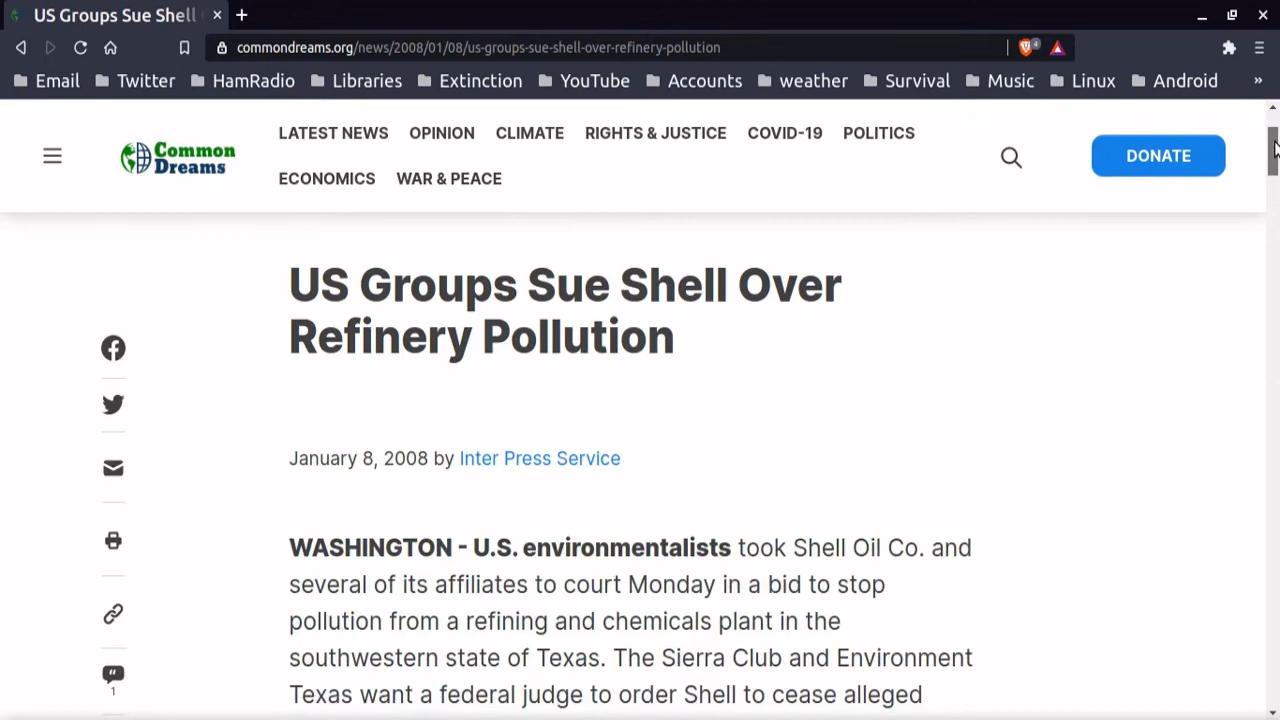 US Groups Sue Shell
commondreams.org/news/2008/01/08/us-groups-sue-shell-over-refinery-pollution
4
Email Twitter HamRadio Libraries Extinction YouTube Accounts weather Survival Music Linux Android »
Common
Dreams
LATEST NEWS OPINION CLIMATE RIGHTS & JUSTICE COVID-19 POLITICS
ECONOMICS WAR & PEACE
DONATE
US Groups Sue Shell Over
Refinery Pollution
January 8, 2008 by Inter Press Service
WASHINGTON - U.S. environmentalists took Shell Oil Co. and
several of its affiliates to court Monday in a bid to stop
pollution from a refining and chemicals plant in the
southwestern state of Texas. The Sierra Club and Environment
Texas want a federal judge to order Shell to cease alleged
1